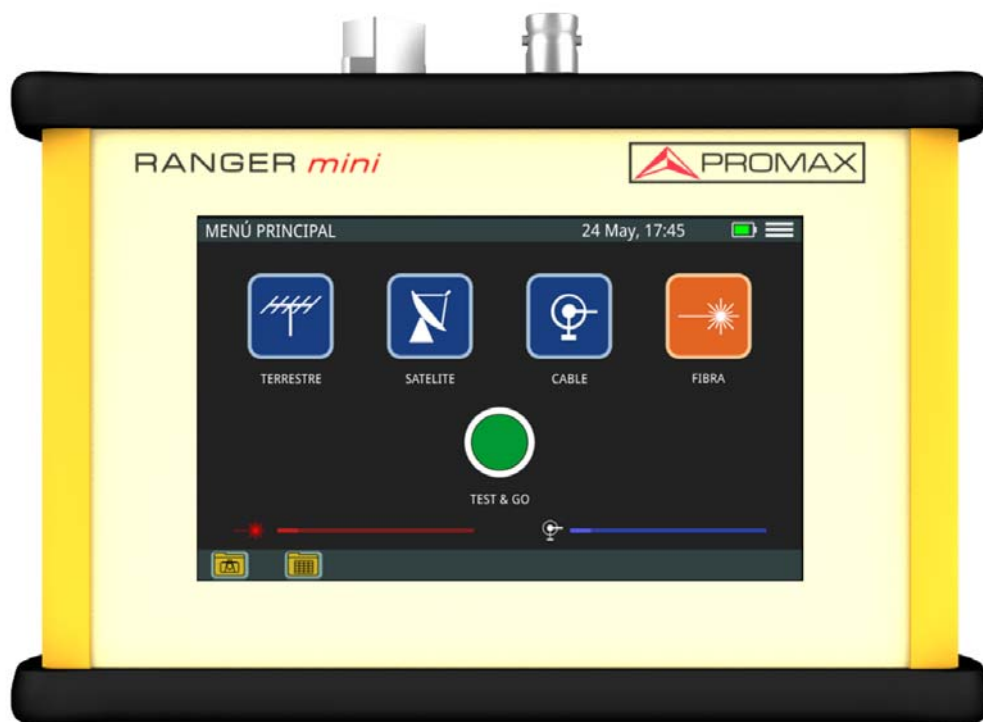 RANGER mini
PROMAX
MENÚ PRINCIPAL
24 May, 17:45
TERRESTRE
SATELITE
CABLE
FIBRA
TEST & GO